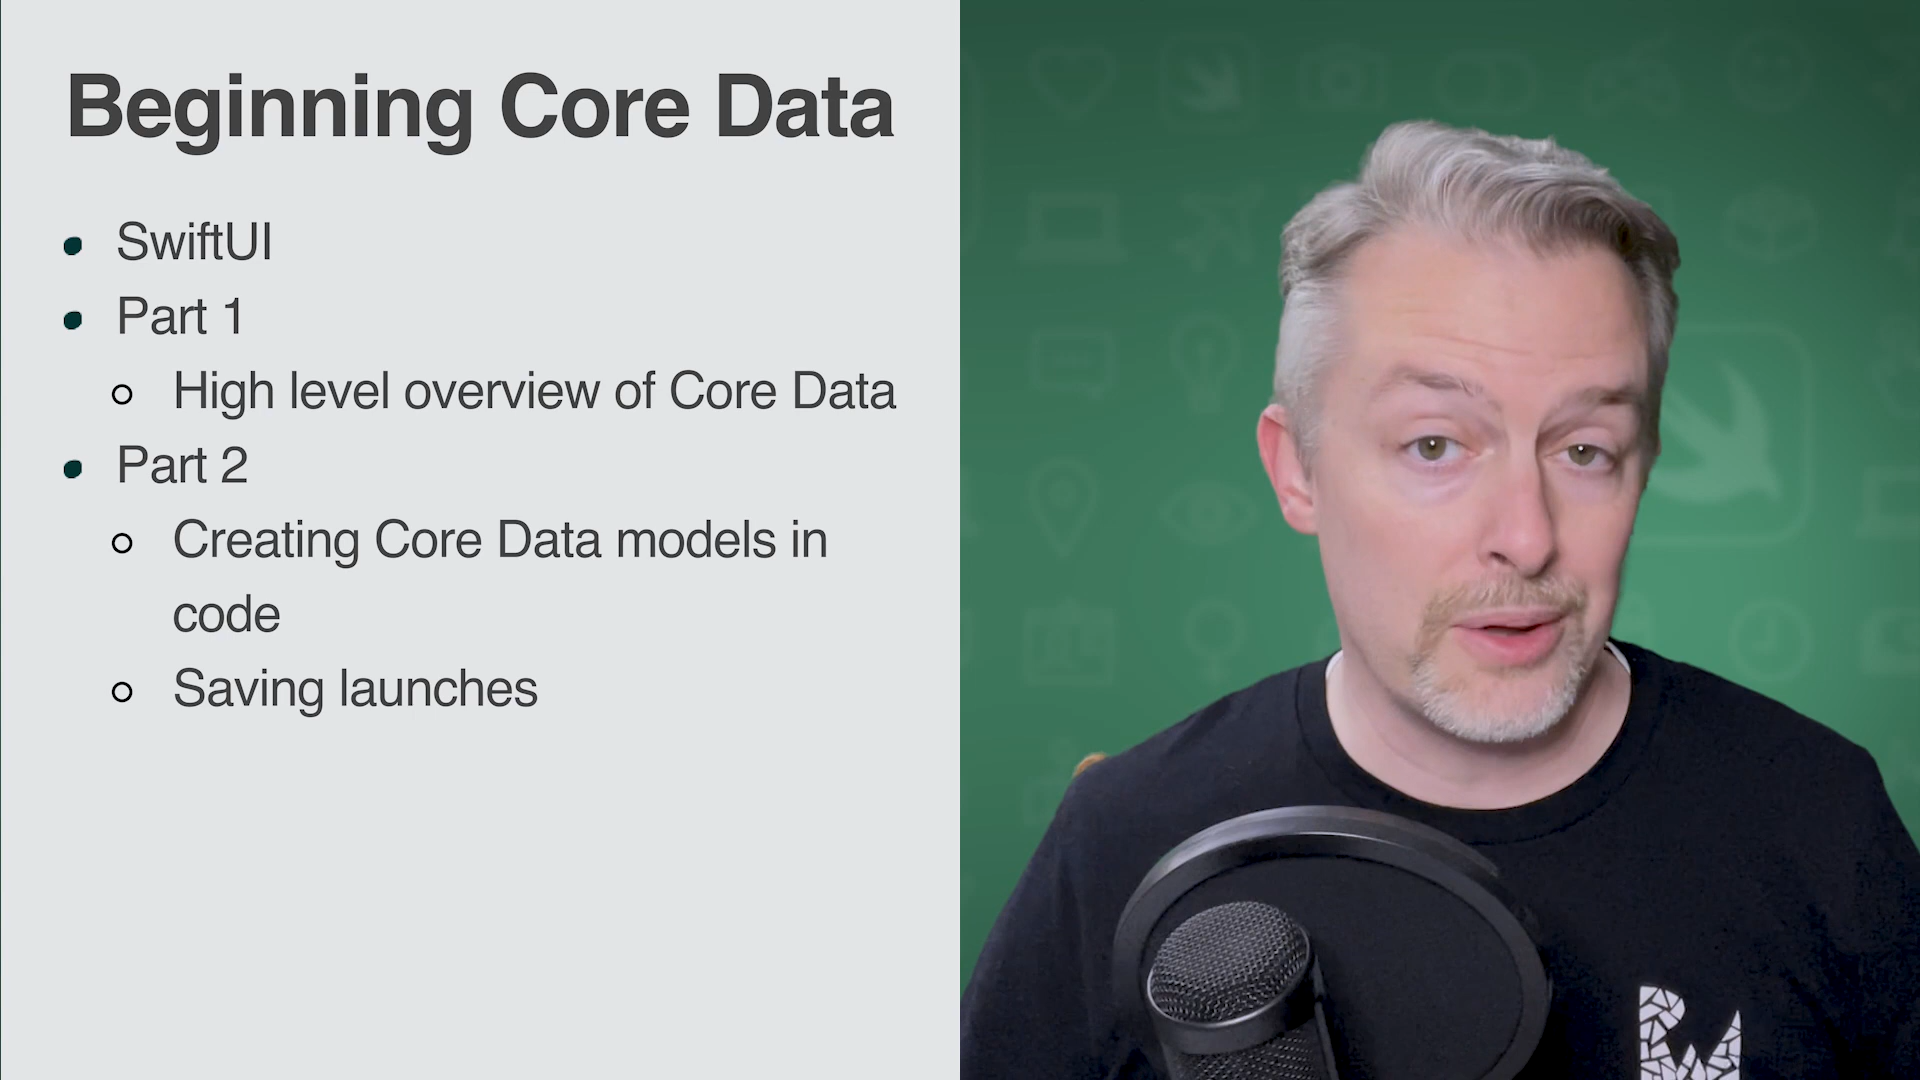 Beginning Core Data
SwiftUI
Part 1
High level overview of Core Data
Part 2
Creating Core Data models in
code
Saving launches
RW